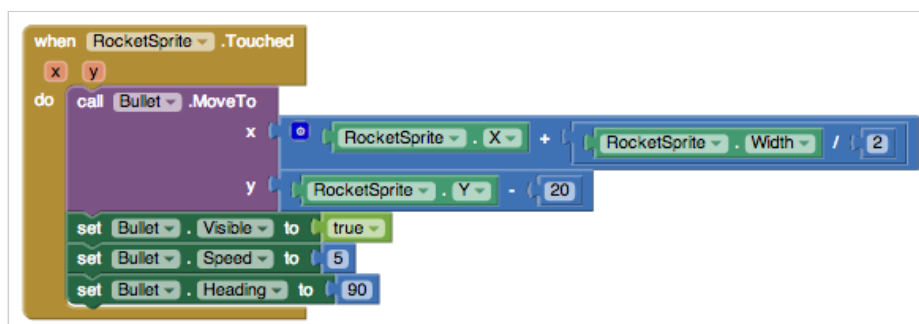 when RocketSprite .Touched
x y
do call Bullet .MoveTo
x RocketSprite . X + RocketSprite . Width / 2
y RocketSprite . Y - 20
set Bullet . Visible to true
set Bullet . Speed to 5
set Bullet . Heading to 90